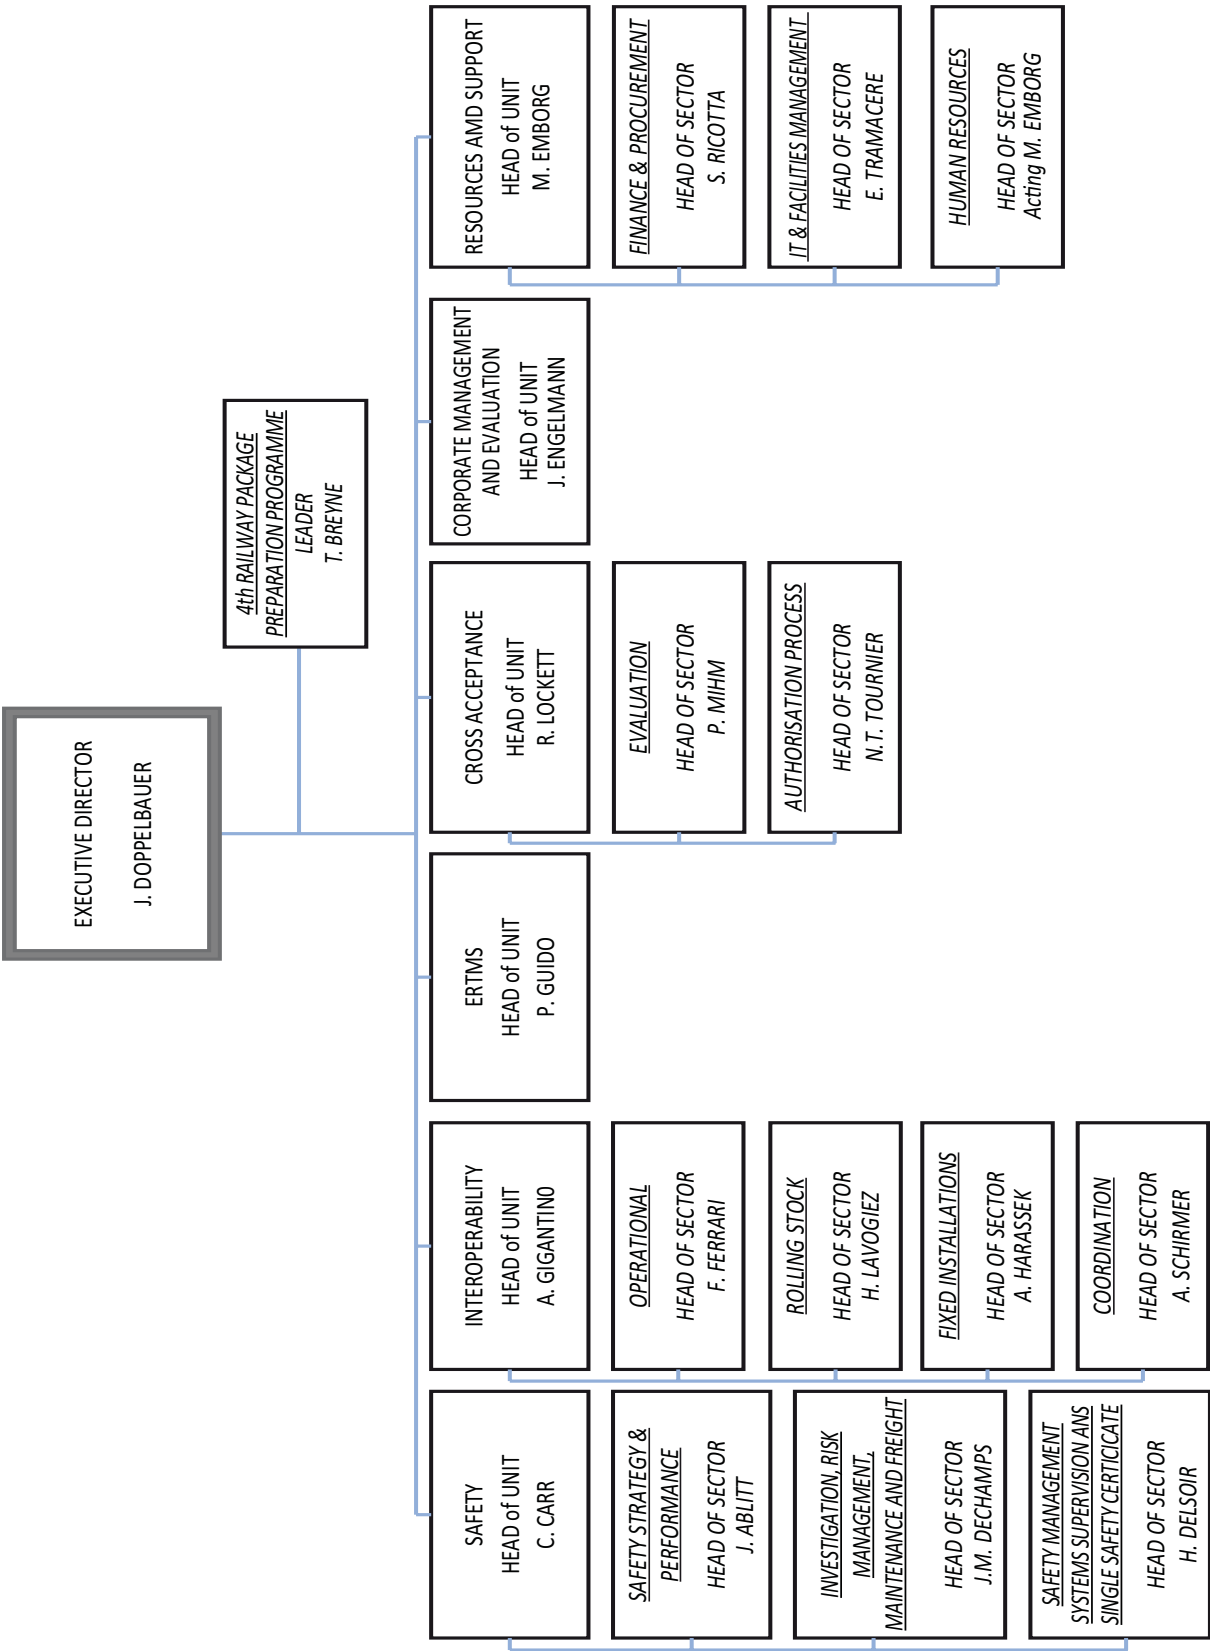 EXECUTIVE DIRECTOR
J. DOPPELBAUER
4th RAILWAY PACKAGE
PREPARATION PROGRAMME
LEADER
T. BREYNE
SAFETY
HEAD of UNIT
C. CARR
SAFETY STRATEGY &
PERFORMANCE
HEAD OF SECTOR
J. ABLITT
INVESTIGATION, RISK
MANAGEMENT,
MAINTENANCE AND FREIGHT
HEAD OF SECTOR
J.M. DECHAMPS
SAFETY MANAGEMENT
SYSTEMS SUPERVISION ANS
SINGLE SAFETY CERTICICATE
HEAD OF SECTOR
H. DELSOIR
INTEROPERABILITY
HEAD of UNIT
A. GIGANTIN0
OPERATIONAL
HEAD OF SECTOR
F. FERRARI
ROLLING STOCK
HEAD OF SECTOR
H. LAVOGIEZ
FIXED INSTALLATIONS
HEAD OF SECTOR
A. HARASSEK
COORDINATION
HEAD OF SECTOR
A. SCHIRMER
ERTMS
HEAD of UNIT
P. GUIDO
CROSS ACCEPTANCE
HEAD of UNIT
R. LOCKETT
EVALUATION
HEAD OF SECTOR
P. MIHM
AUTHORISATION PROCESS
HEAD OF SECTOR
N.T. TOURNIER
CORPORATE MANAGEMENT
AND EVALUATION
HEAD of UNIT
J. ENGELMANN
RESOURCES AMD SUPPORT
HEAD of UNIT
M. EMBORG
FINANCE & PROCUREMENT
HEAD OF SECTOR
S. RICOTTA
IT & FACILITIES MANAGEMENT
HEAD OF SECTOR
E. TRAMACERE
HUMAN RESOURCES
HEAD OF SECTOR
Acting M. EMBORG